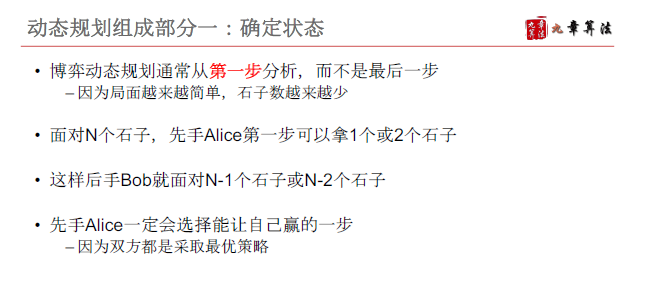 动态规划组成部分一：确定状态
九章算法
九章算法
• 博弈动态规划通常从第一步分析，而不是最后一步
– 因为局面越来越简单，石子数越来越少
• 面对N个石子，先手Alice第一步可以拿1个或2个石子
• 这样后手Bob就面对N-1个石子或N-2个石子
• 先手Alice一定会选择能让自己赢的一步
– 因为双方都是采取最优策略